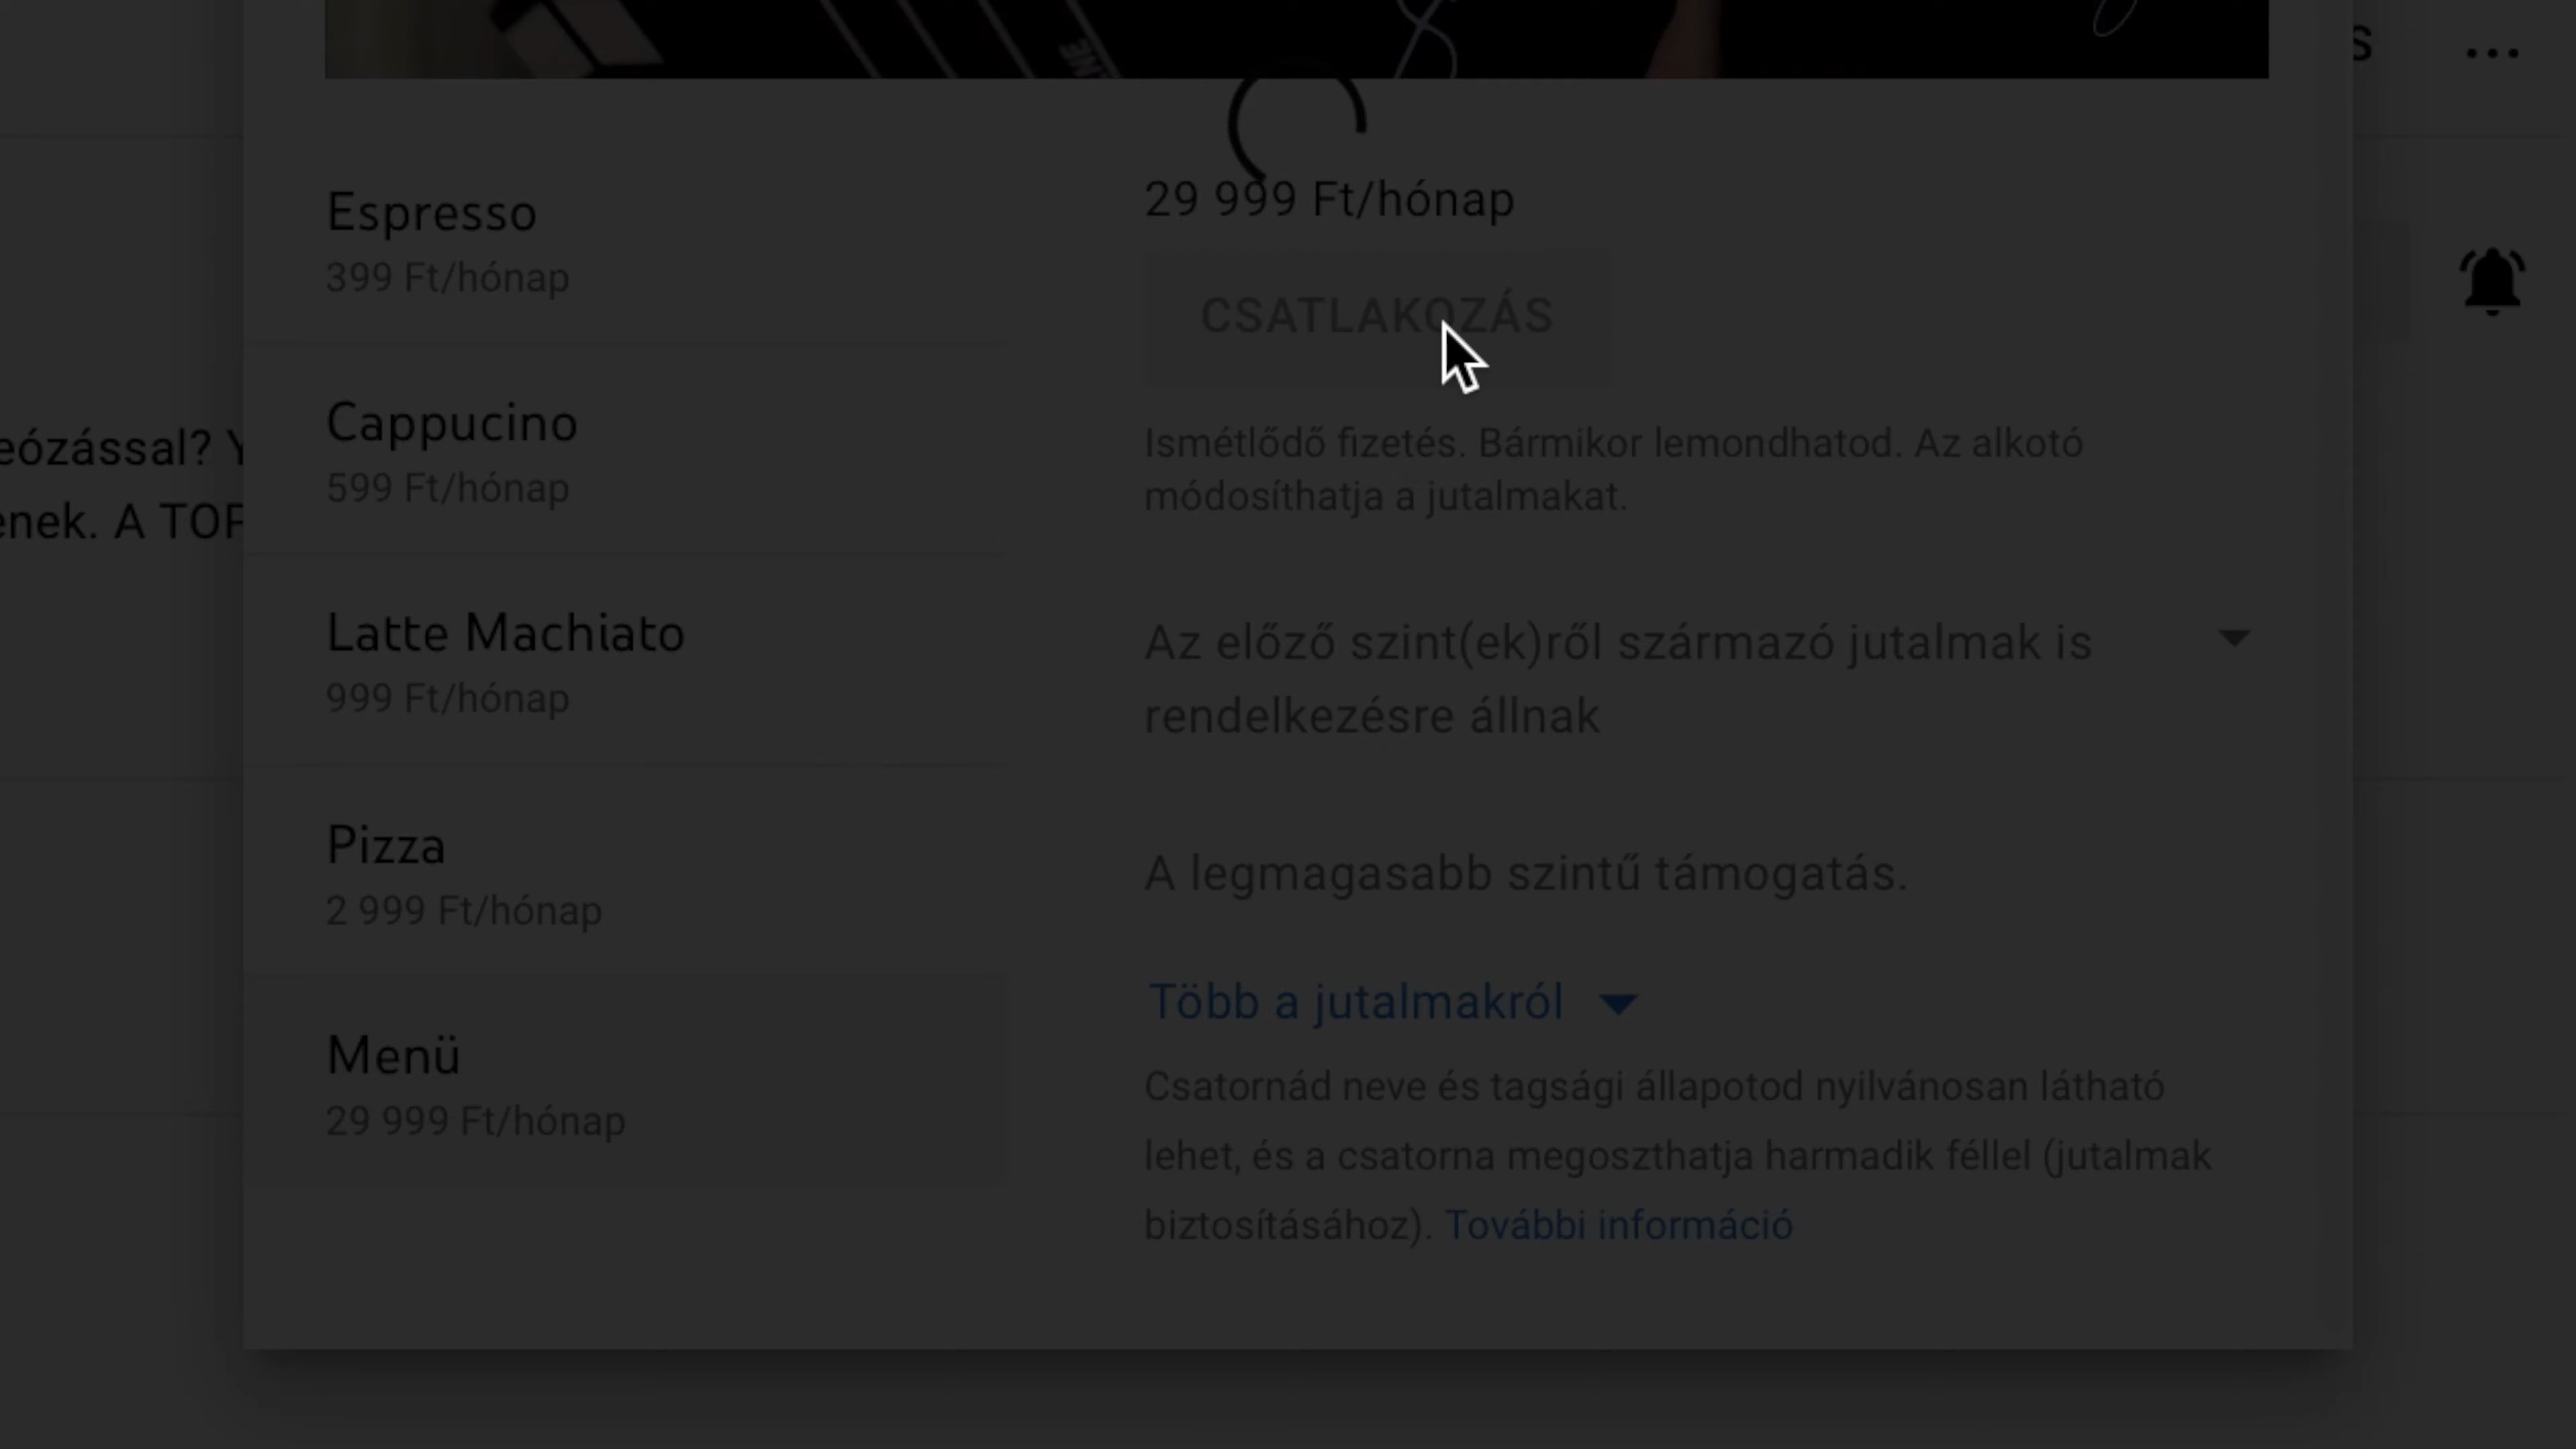 S
eózással? Y
enek. A TOP
Espresso
399 Ft/hónap
Cappucino
599 Ft/hónap
Latte Machiato
999 Ft/hónap
Pizza
2 999 Ft/hónap
Menü
29 999 Ft/hónap
29 999 Ft/hónap
CSATLAKOZÁS
Ismétlődő fizetés. Bármikor lemondhatod. Az alkotó
módosíthatja a jutalmakat.
Az előző szint(ek)ről származó jutalmak is
rendelkezésre állnak
A legmagasabb szintű támogatás.
Több a jutalmakról
Csatornád neve és tagsági állapotod nyilvánosan látható
lehet, és a csatorna megoszthatja harmadik féllel (jutalmak
biztosításához). További információ